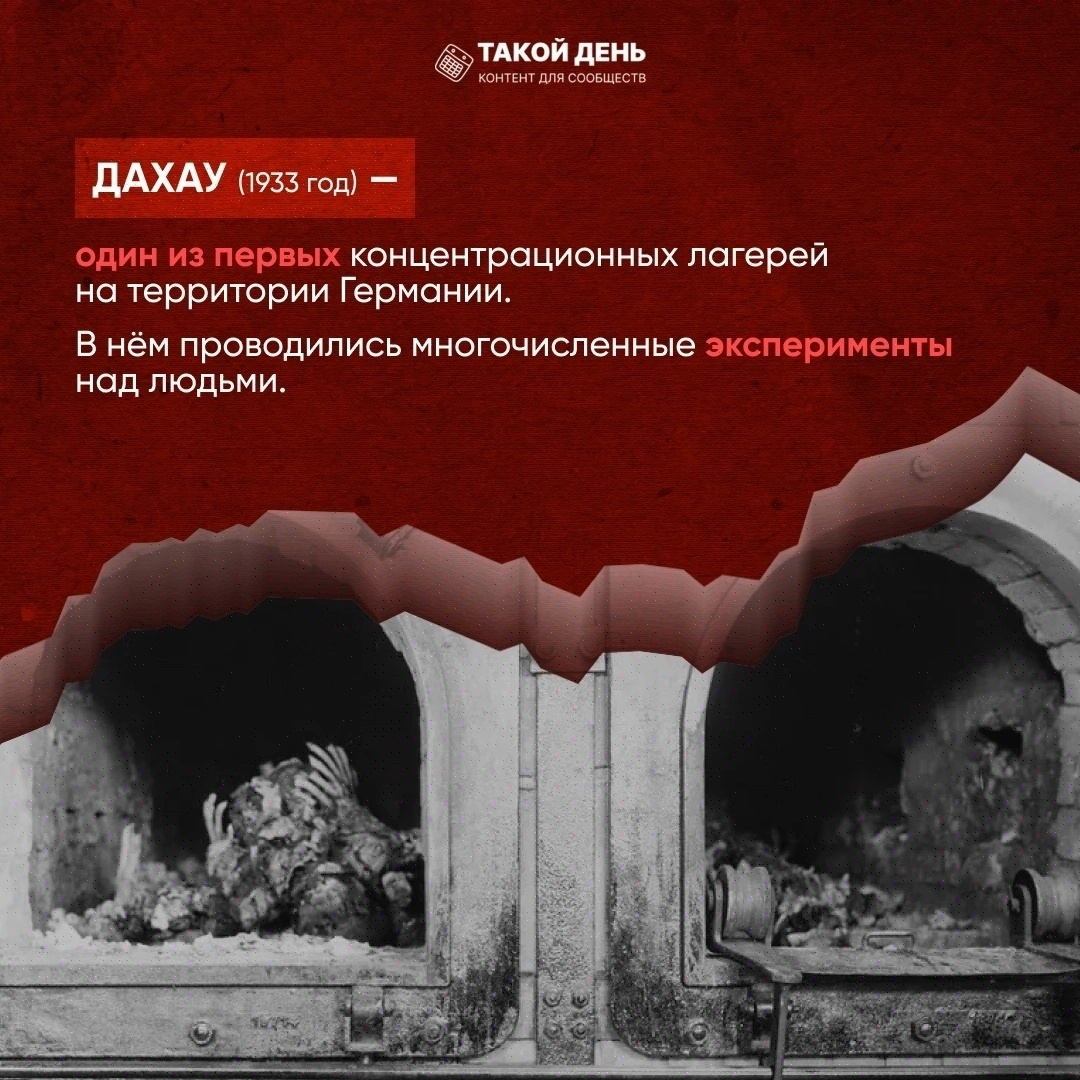 ТАКОЙ ДЕНЬ
КОНТЕНТ ДЛЯ СООБЩЕСТВ
ДАХАУ (1933 год) –
один из первых концентрационных лагерей
на территории Германии.
В нём проводились многочисленные эксперименты
над людьми.